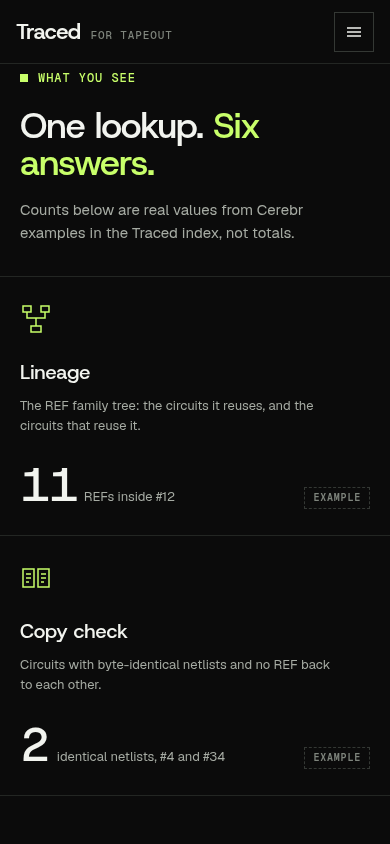 Traced FOR TAPEOUT
WHAT YOU SEE
One lookup. Six
answers.
Counts below are real values from Cerebr
examples in the Traced index, not totals.
Lineage
The REF family tree: the circuits it reuses, and the
circuits that reuse it.
11 REFs inside #12
EXAMPLE
Copy check
Circuits with byte-identical netlists and no REF back
to each other.
2 identical netlists, #4 and #34
EXAMPLE